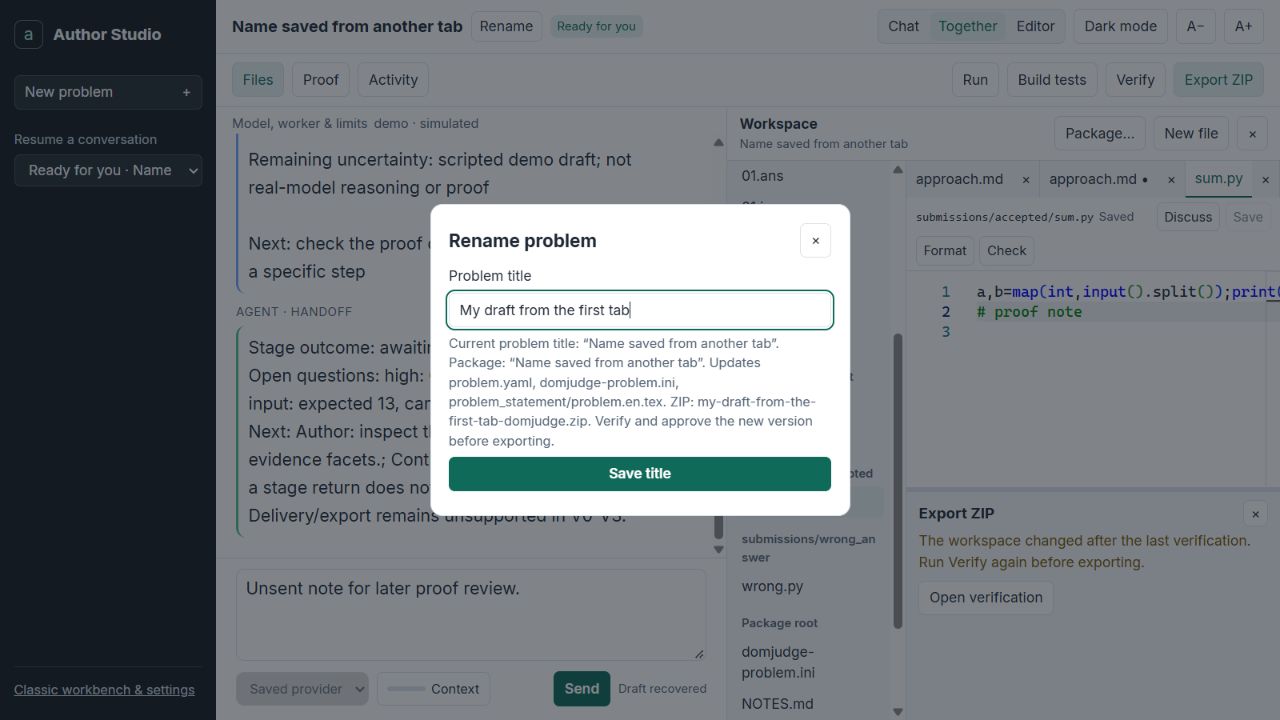 a Author Studio
New problem +
Resume a conversation
Ready for you · Name
Classic workbench & settings
Name saved from another tab Rename Ready for you Chat Together Editor Dark mode A− A+
Files Proof Activity Run Build tests Verify Export ZIP
Model, worker & limits demo · simulated
Remaining uncertainty: scripted demo draft; not
real-model reasoning or proof
Next: check the proof
a specific step
AGENT · HANDOFF
Stage outcome:
Open questions: high:
input: expected 13,
Next: Author: inspect
evidence facets.;
a stage return does
Delivery/export remains unsupported in V0
Unsent note for later proof review.
Saved provider Context Send Draft recovered
Workspace
Name saved from another tab
Package... New file ×
01.ans
submissions/wrong_an
swer
wrong.py
Package root
domjudge-
problem.ini
NOTES.md
approach.md × approach.md • × sum.py ×
submissions/accepted/sum.py Saved Discuss Save
Format Check
1 a,b=map(int,input().split());print(
2 # proof note
3
Export ZIP ×
The workspace changed after the last verification.
Run Verify again before exporting.
Open verification
Rename problem ×
Problem title
My draft from the first tab
Current problem title: “Name saved from another tab”.
Package: “Name saved from another tab”. Updates
problem.yaml, domjudge-problem.ini,
problem_statement/problem.en.tex. ZIP: my-draft-from-the-
first-tab-domjudge.zip. Verify and approve the new version
before exporting.
Save title